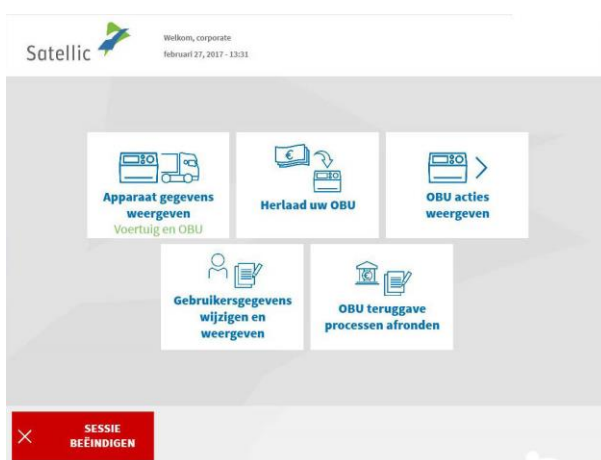 Satellic
Welkom, corporate
februari 27, 2017 - 13:31
Apparaat gegevens
weergeven
Voertuig en OBU
€
Herlaad uw OBU
OBU acties
weergeven
Gebruikersgegevens
wijzigen en
weergeven
€
OBU teruggave
processen afronden
SESSIE
BEËINDIGEN